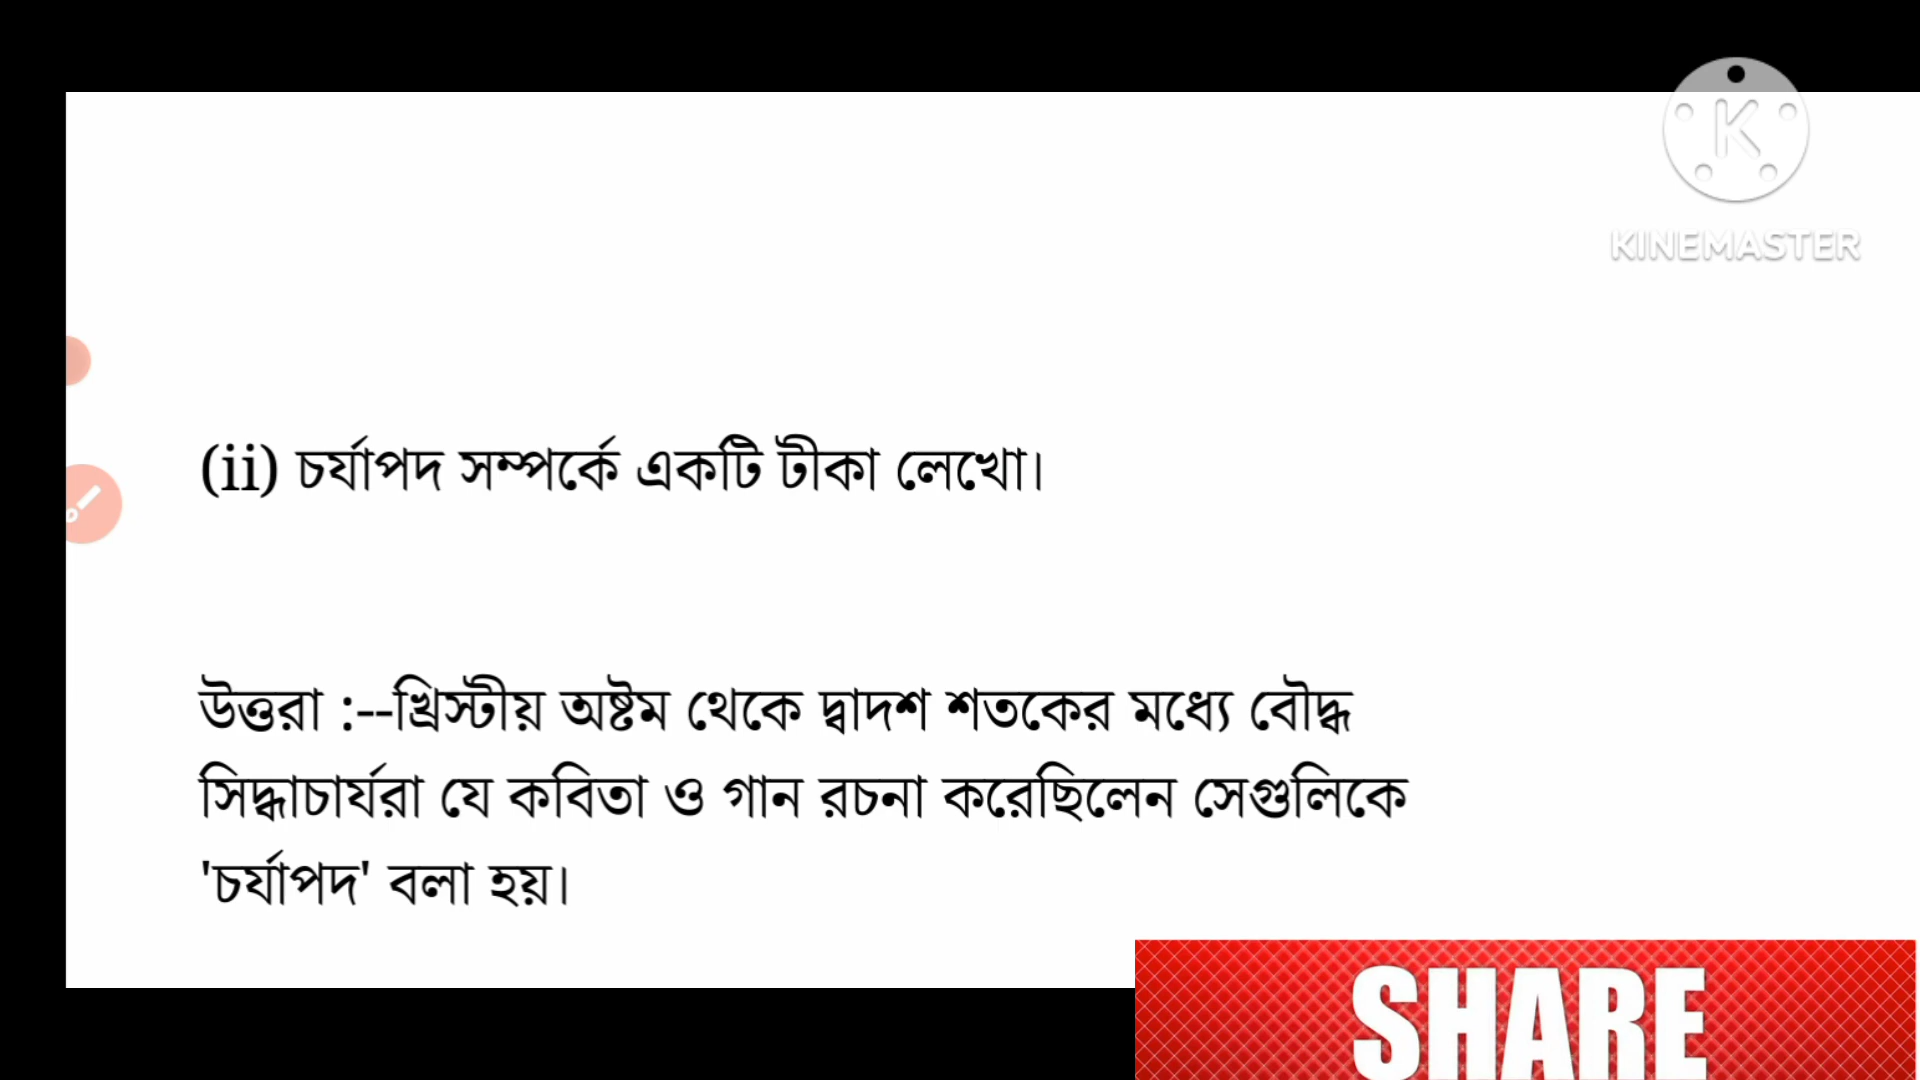 K
KINEMASTER
(ii) চর্যাপদ সম্পর্কে একটি টীকা লেখো।
উত্তরা :--খ্রিস্টীয় অষ্টম থেকে দ্বাদশ শতকের মধ্যে বৌদ্ধ
সিদ্ধাচার্যরা যে কবিতা ও গান রচনা করেছিলেন সেগুলিকে
'চর্যাপদ' বলা হয়।
SHARE